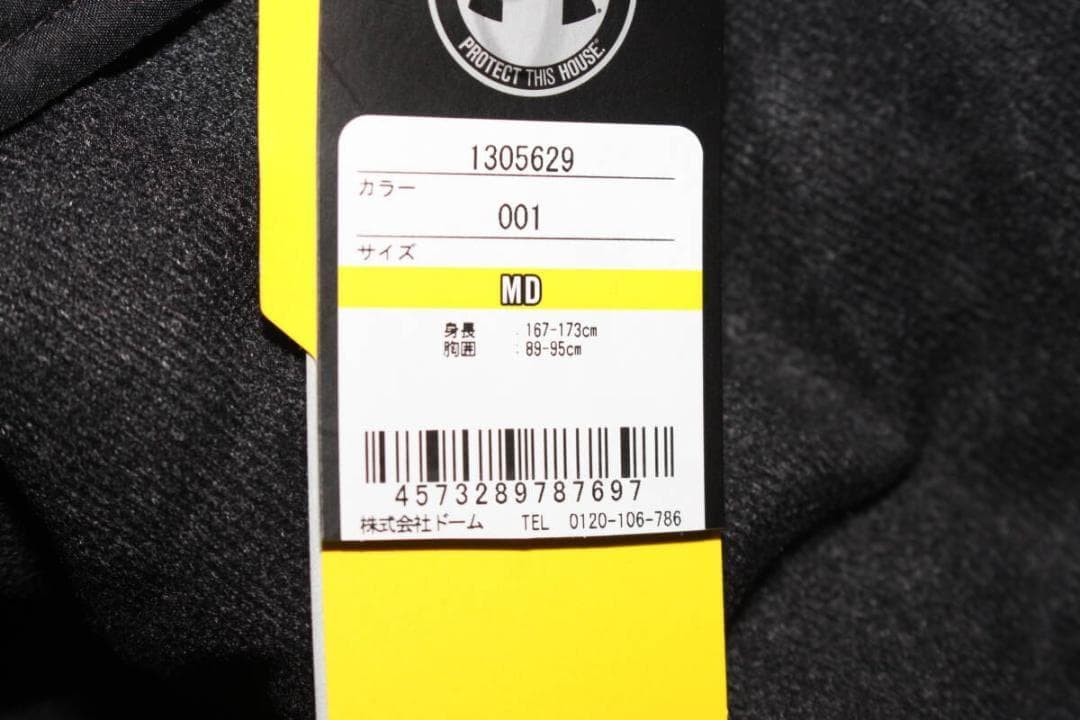 PROTECT THIS HOUSE.
1305629
カラー
001
サイズ
MD
身長 : 167-173cm
胸囲 : 89-95cm
4573289787697
株式会社ドーム TEL 0120-106-786